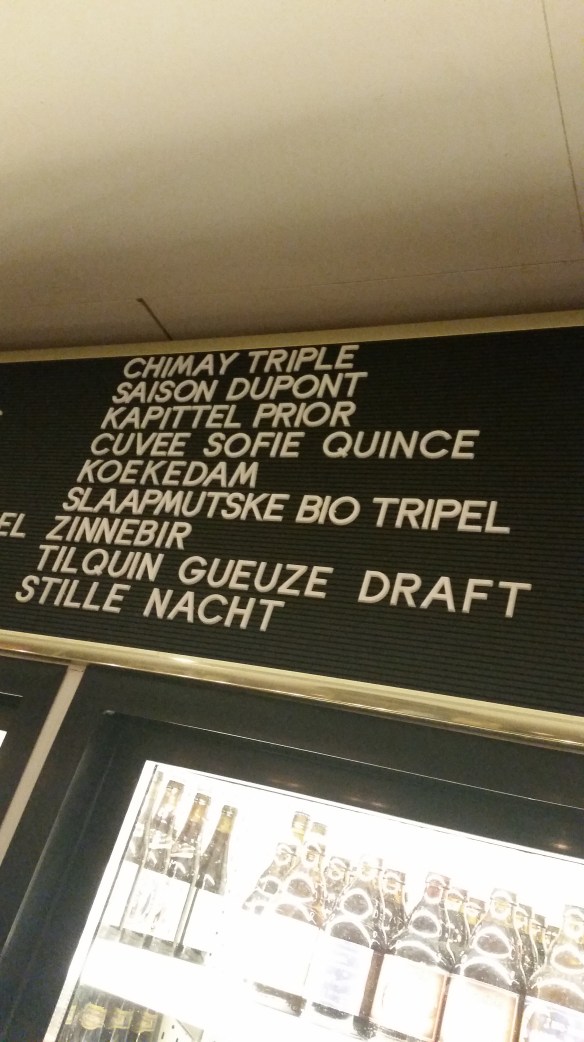 CHIMAY TRIPLE
SAISON DUPONT
KAPITTEL PRIOR
CUVEE SOFIE QUINCE
KOEKEDAM
SLAAPMUTSKE BIO TRIPEL
EL ZINNEBIR
TILQUIN GUEUZE DRAFT
STILLE NACHT